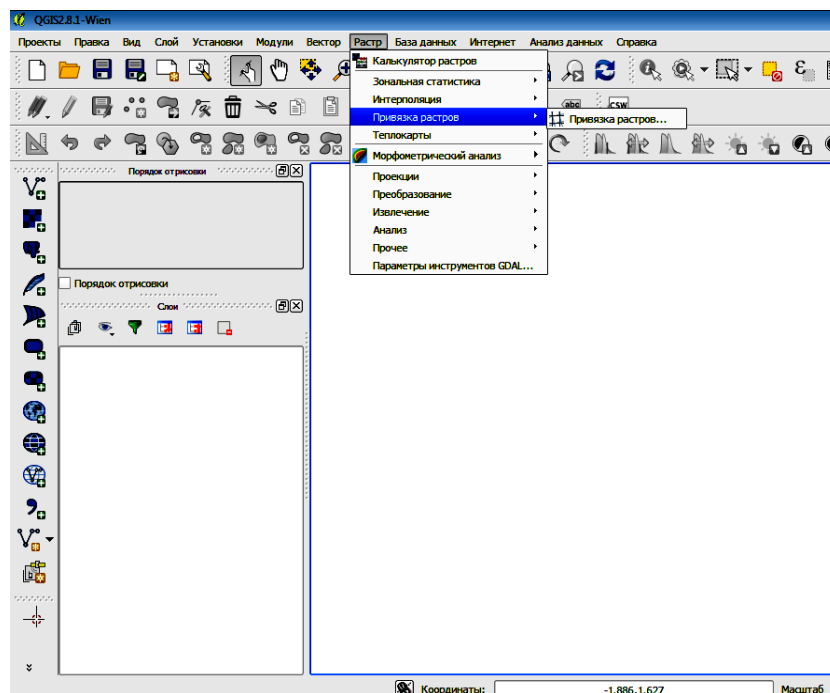 QGIS2.8.1-Wien
Проекты Правка Вид Слой Установки Модули Вектор Растр База данных Интернет Анализ данных Справка
Калькулятор растров
Зональная статистика
Интерполяция
Привязка растров
Привязка растров...
Теплокарты
Морфометрический анализ
Проекции
Преобразование
Извлечение
Анализ
Прочее
Параметры инструментов GDAL...
abc
CSW
Порядок отрисовки
Порядок отрисовки
Слои
Координаты: -1.886,1.627 Масштаб